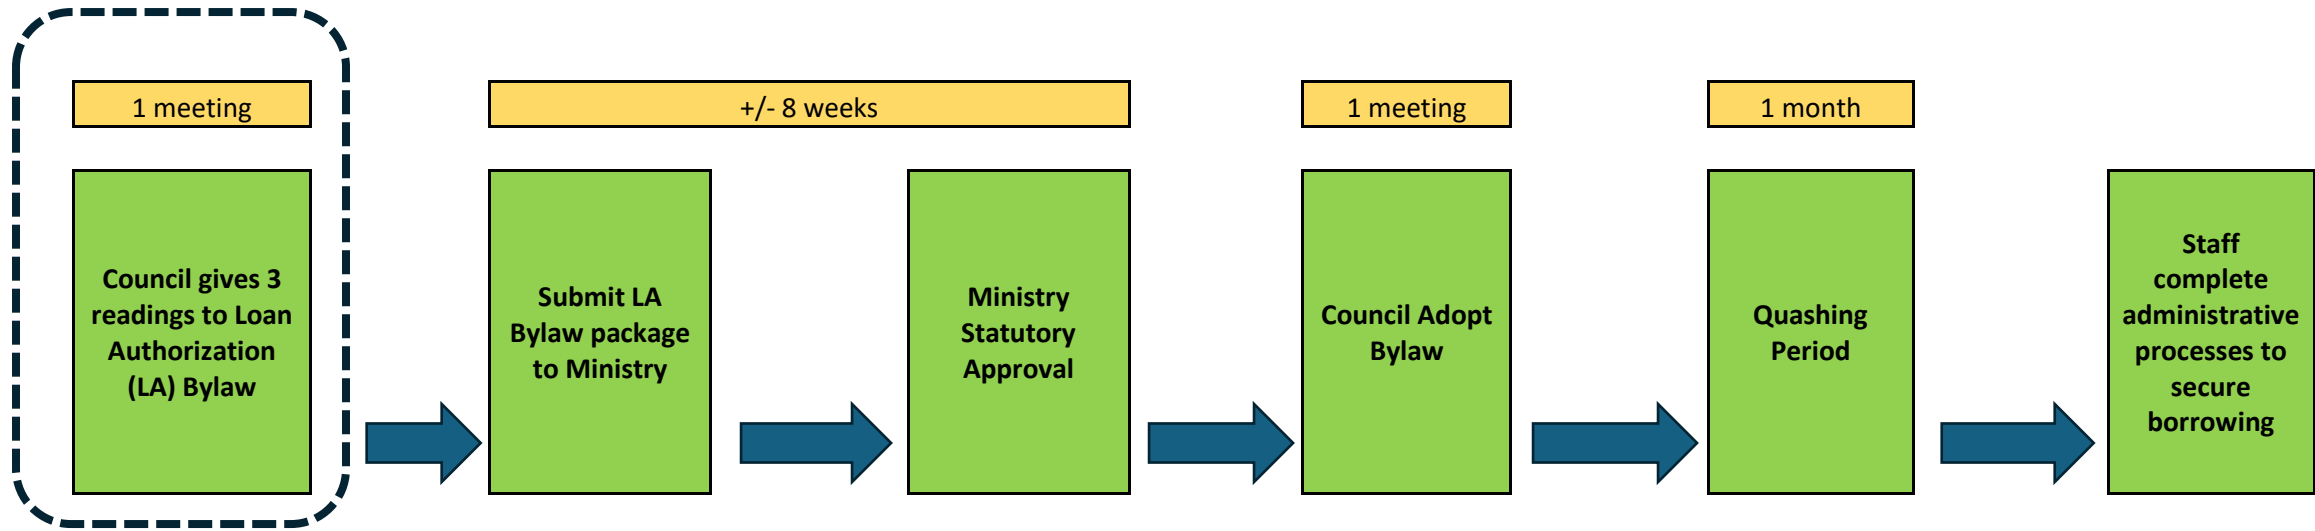 1 meeting
+/- 8 weeks
1 meeting
1 month
Council gives 3
readings to Loan
Authorization
(LA) Bylaw
Submit LA
Bylaw package
to Ministry
Ministry
Statutory
Approval
Council Adopt
Bylaw
Quashing
Period
Staff
complete
administrative
processes to
secure
borrowing